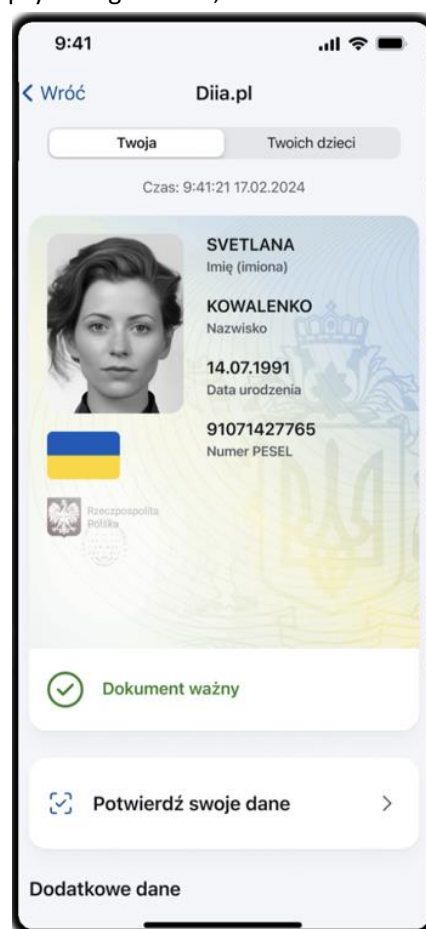 9:41
Wróć Diia.pl
Twoja Twoich dzieci
Czas: 9:41:21 17.02.2024
SVETLANA
Imię (imiona)
KOWALENKO
Nazwisko
14.07.1991
Data urodzenia
91071427765
Numer PESEL
Rzeczpospolita
Polska
Dokument ważny
Potwierdź swoje dane
Dodatkowe dane